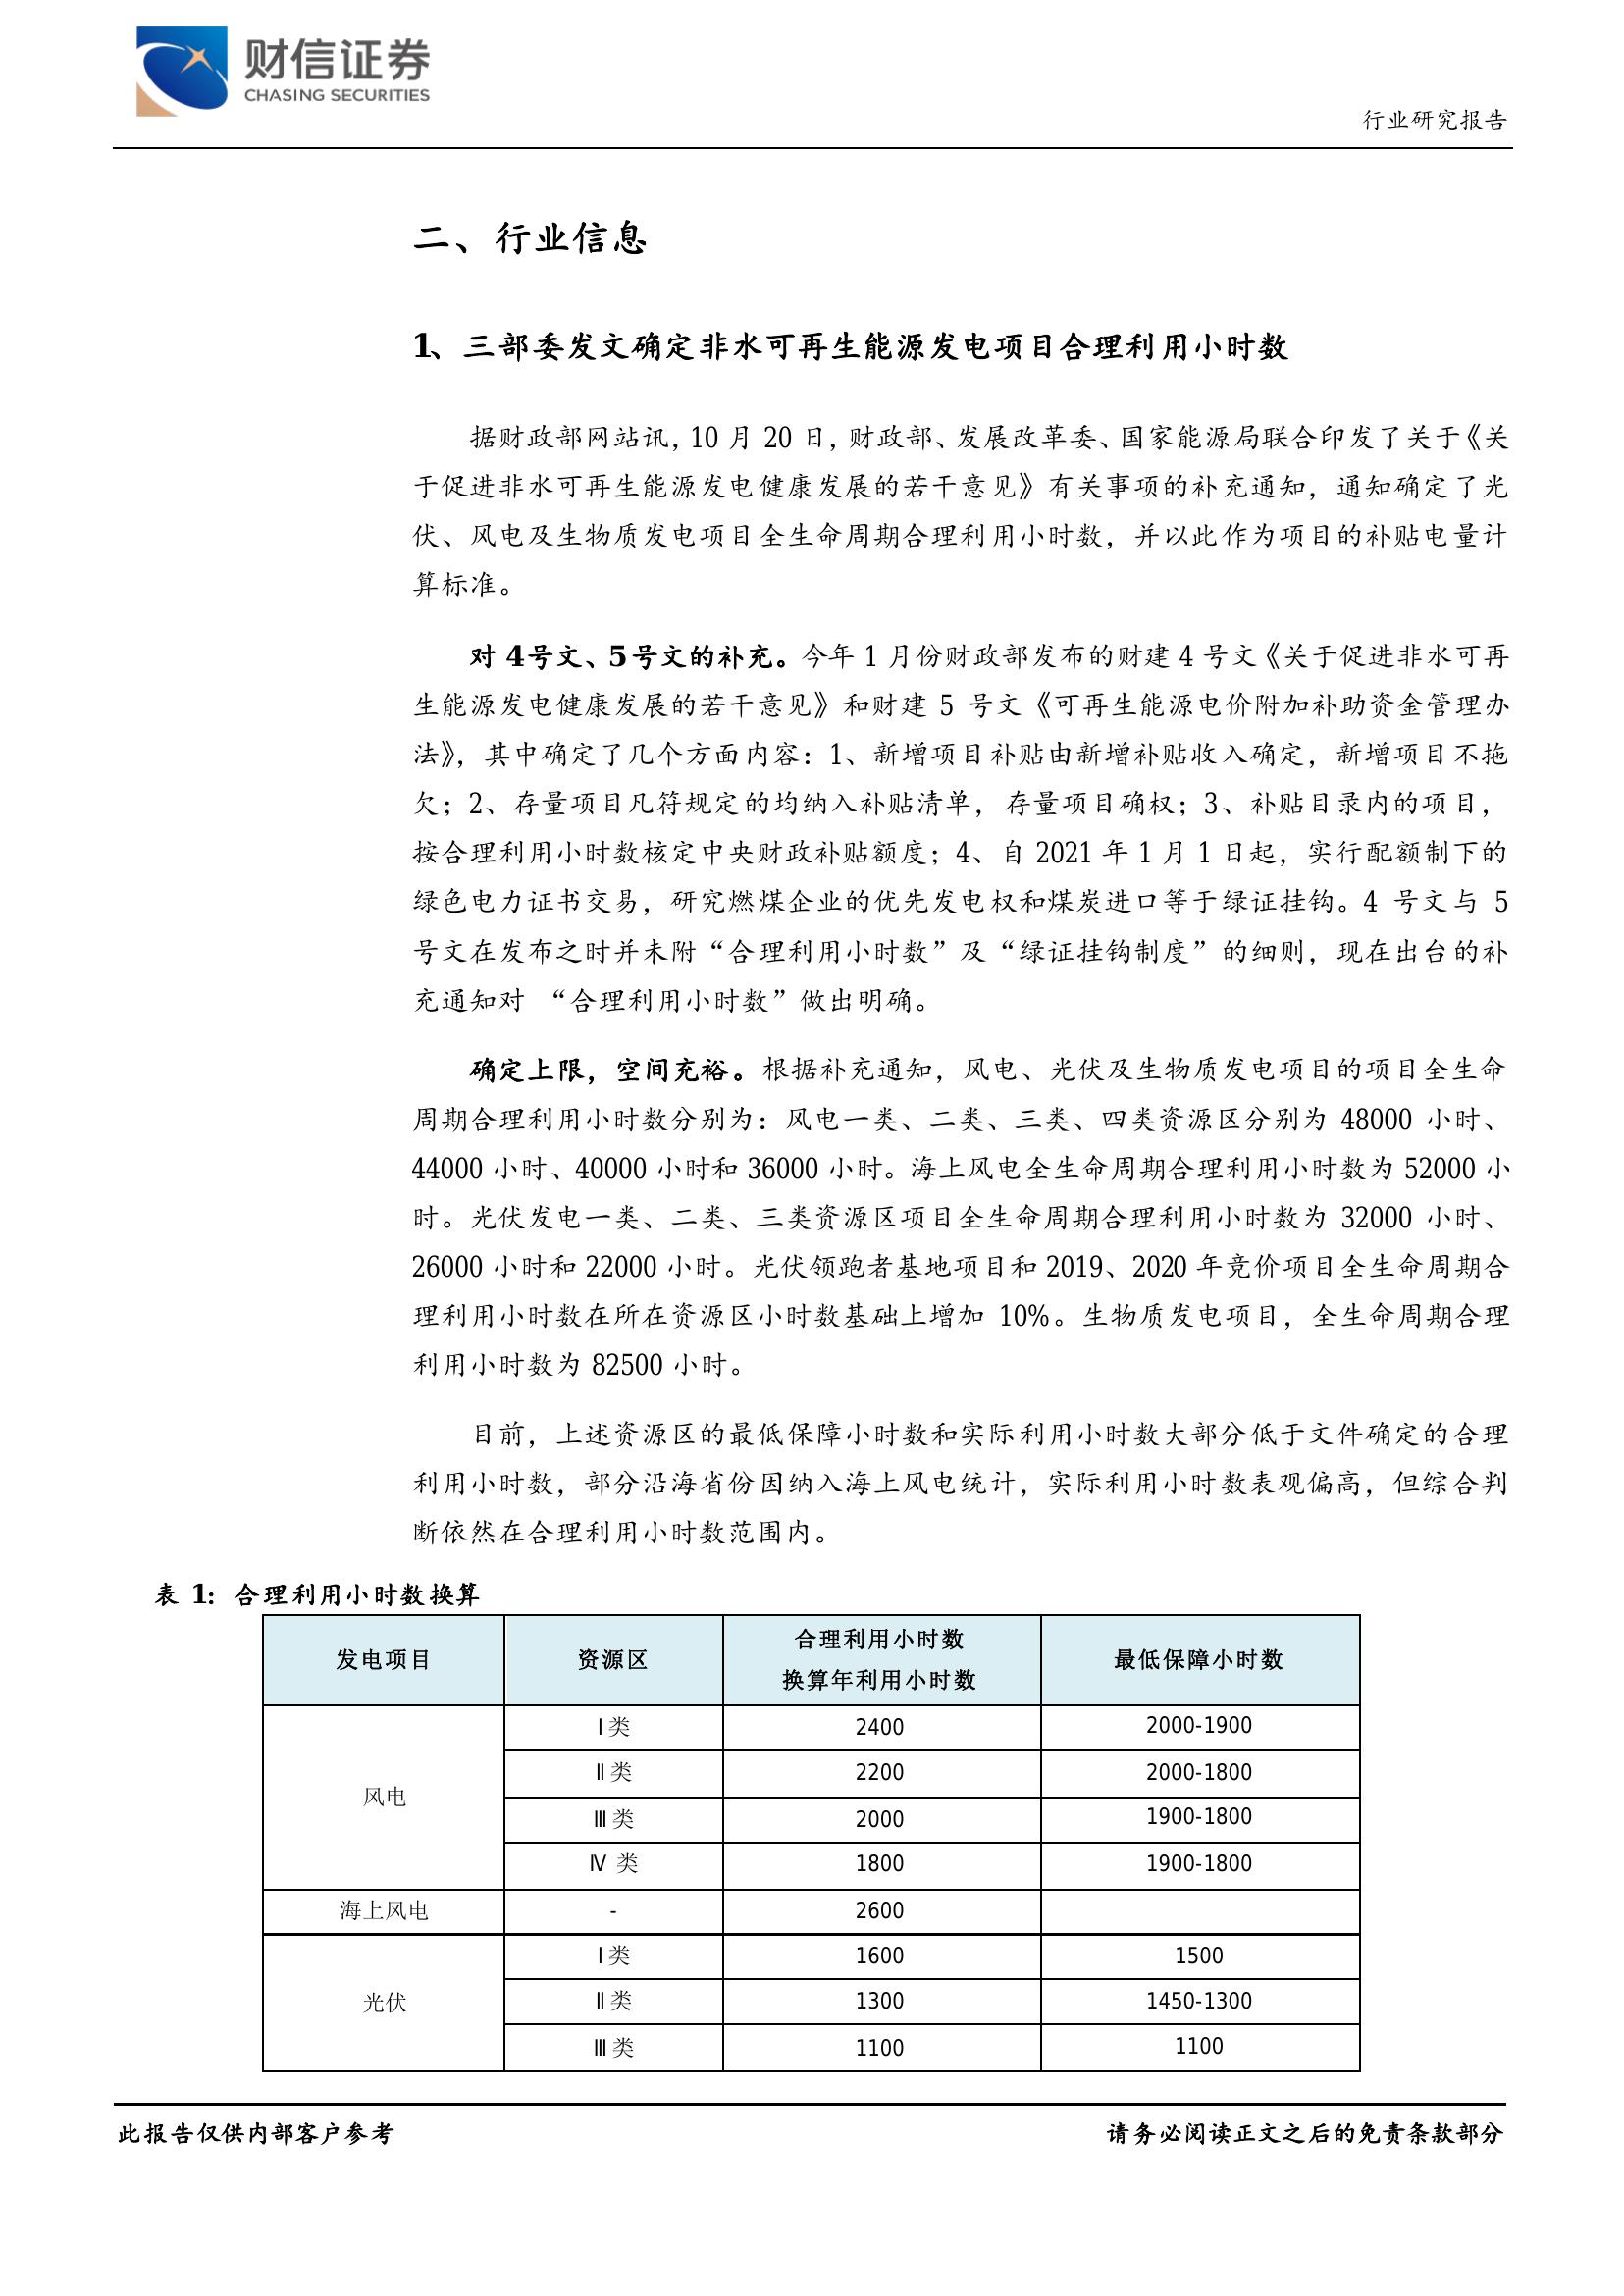 财信证券
CHASING SECURITIES
行业研究报告
二、行业信息
1、三部委发文确定非水可再生能源发电项目合理利用小时数
据财政部网站讯，10 月 20 日，财政部、发展改革委、国家能源局联合印发了关于《关
于促进非水可再生能源发电健康发展的若干意见》有关事项的补充通知，通知确定了光
伏、风电及生物质发电项目全生命周期合理利用小时数，并以此作为项目的补贴电量计
算标准。
对 4号文、5号文的补充。今年 1 月份财政部发布的财建 4 号文《关于促进非水可再
生能源发电健康发展的若干意见》和财建 5 号文《可再生能源电价附加补助资金管理办
法》，其中确定了几个方面内容：1、新增项目补贴由新增补贴收入确定，新增项目不拖
欠；2、存量项目凡符规定的均纳入补贴清单，存量项目确权；3、补贴目录内的项目，
按合理利用小时数核定中央财政补贴额度；4、自 2021 年 1 月 1 日起，实行配额制下的
绿色电力证书交易，研究燃煤企业的优先发电权和煤炭进口等于绿证挂钩。4 号文与 5
号文在发布之时并未附“合理利用小时数”及“绿证挂钩制度”的细则，现在出台的补
充通知对 “合理利用小时数”做出明确。
确定上限，空间充裕。根据补充通知，风电、光伏及生物质发电项目的项目全生命
周期合理利用小时数分别为：风电一类、二类、三类、四类资源区分别为 48000 小时、
44000 小时、40000 小时和 36000 小时。海上风电全生命周期合理利用小时数为 52000 小
时。光伏发电一类、二类、三类资源区项目全生命周期合理利用小时数为 32000 小时、
26000 小时和 22000 小时。光伏领跑者基地项目和 2019、2020 年竞价项目全生命周期合
理利用小时数在所在资源区小时数基础上增加 10%。生物质发电项目，全生命周期合理
利用小时数为 82500 小时。
目前，上述资源区的最低保障小时数和实际利用小时数大部分低于文件确定的合理
利用小时数，部分沿海省份因纳入海上风电统计，实际利用小时数表观偏高，但综合判
断依然在合理利用小时数范围内。
表 1：合理利用小时数换算
发电项目 资源区 合理利用小时数 最低保障小时数
换算年利用小时数
风电
Ⅰ类 2400 2000-1900
Ⅱ类 2200 2000-1800
Ⅲ类 2000 1900-1800
Ⅳ 类 1800 1900-1800
海上风电 - 2600
光伏
Ⅰ类 1600 1500
Ⅱ类 1300 1450-1300
Ⅲ类 1100 1100
此报告仅供内部客户参考
请务必阅读正文之后的免责条款部分